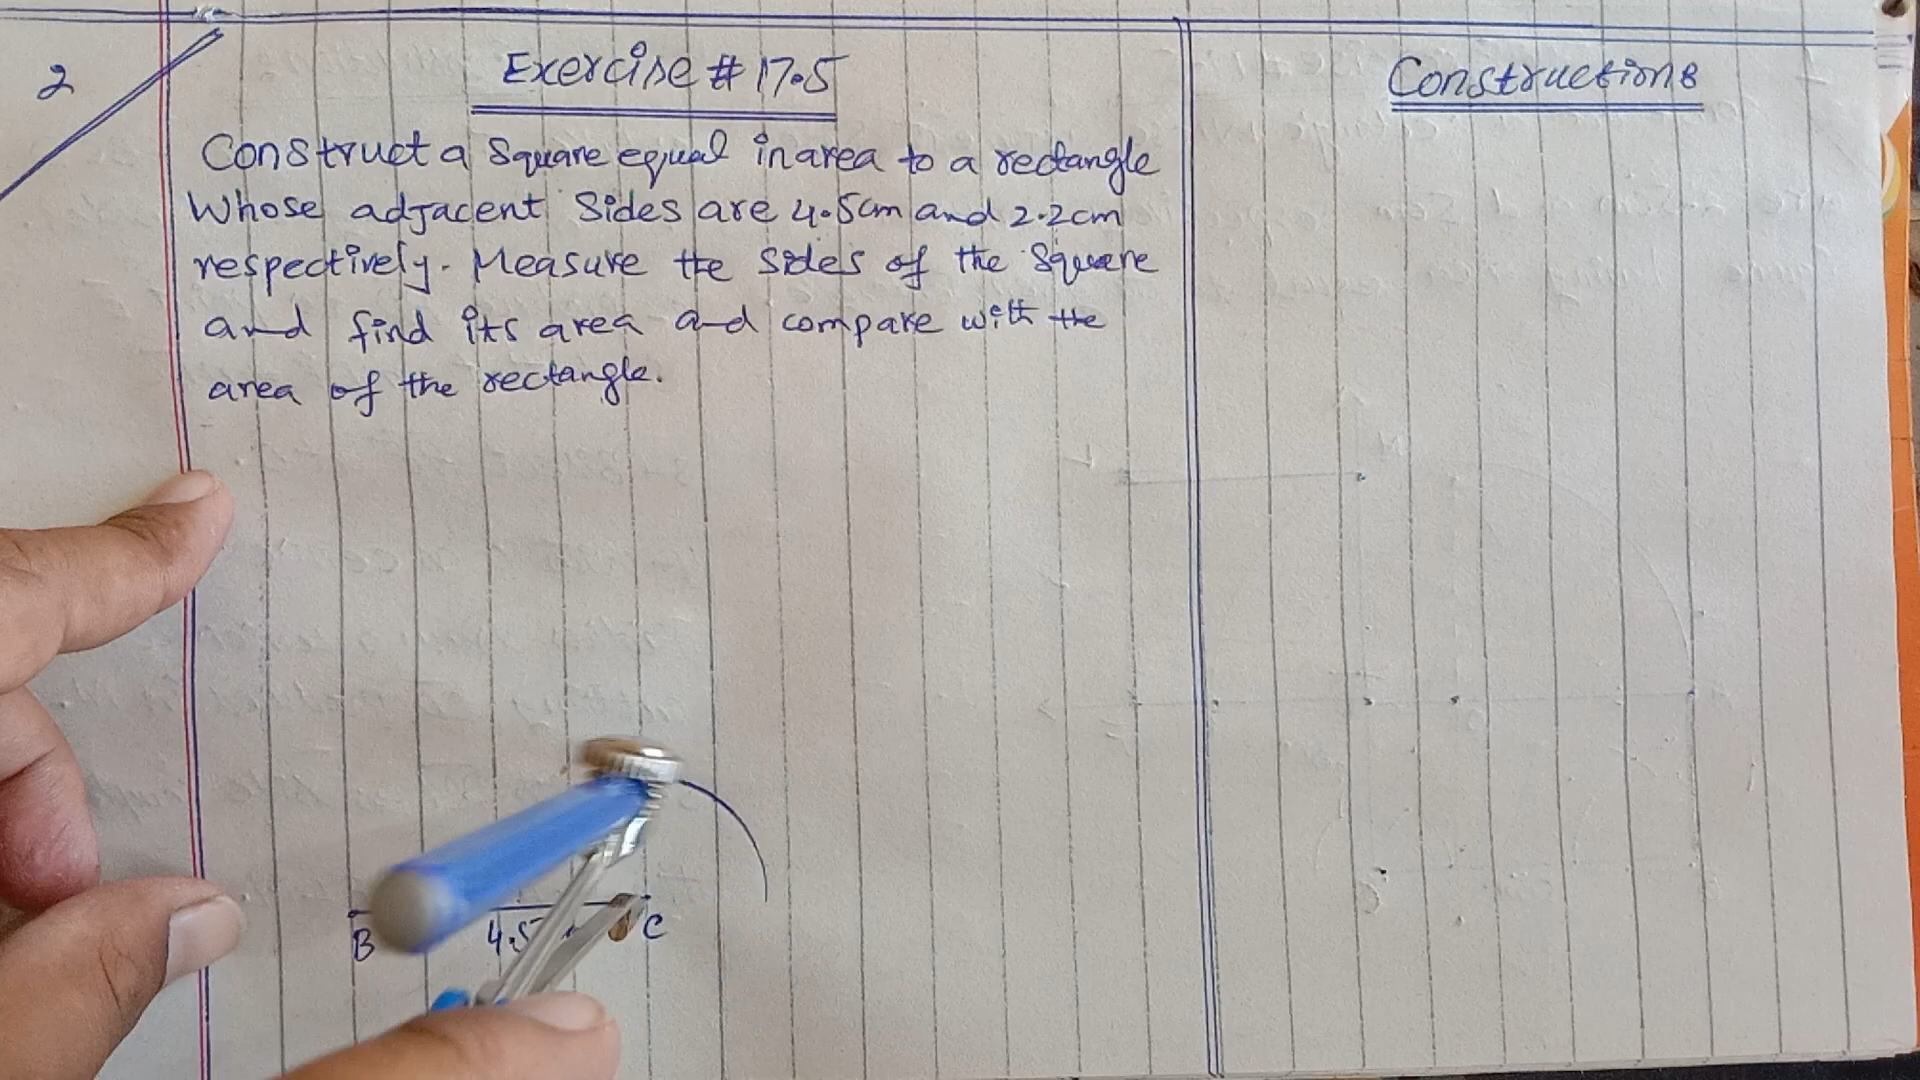 2
Exercise # 17.5
Constructions
Construct a square equal in area to a rectangle
Whose adjacent Sides are 4.5cm and 2.2cm
respectively. Measure the sides of the square
and find its area and compare with the
area of the rectangle.
B 4.5 C